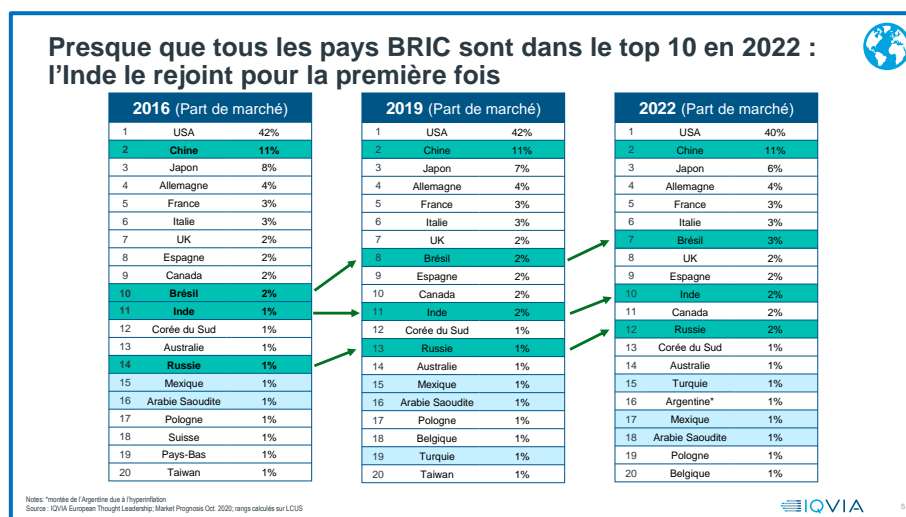 Presque que tous les pays BRIC sont dans le top 10 en 2022 :
l’Inde le rejoint pour la première fois
2016 (Part de marché)
1 USA 42%
2 Chine 11%
3 Japon 8%
4 Allemagne 4%
5 France 3%
6 Italie 3%
7 UK 2%
8 Espagne 2%
9 Canada 2%
10 Brésil 2%
11 Inde 1%
12 Corée du Sud 1%
13 Australie 1%
14 Russie 1%
15 Mexique 1%
16 Arabie Saoudite 1%
17 Pologne 1%
18 Suisse 1%
19 Pays-Bas 1%
20 Taiwan 1%
2019 (Part de marché)
1 USA 42%
2 Chine 11%
3 Japon 7%
4 Allemagne 4%
5 France 3%
6 Italie 3%
7 UK 2%
8 Brésil 2%
9 Espagne 2%
10 Canada 2%
11 Inde 2%
12 Corée du Sud 1%
13 Russie 1%
14 Australie 1%
15 Mexique 1%
16 Arabie Saoudite 1%
17 Pologne 1%
18 Belgique 1%
19 Turquie 1%
20 Taiwan 1%
2022 (Part de marché)
1 USA 40%
2 Chine 11%
3 Japon 6%
4 Allemagne 4%
5 France 3%
6 Italie 3%
7 Brésil 3%
8 UK 2%
9 Espagne 2%
10 Inde 2%
11 Canada 2%
12 Russie 2%
13 Corée du Sud 1%
14 Australie 1%
15 Turquie 1%
16 Argentine* 1%
17 Mexique 1%
18 Arabie Saoudite 1%
19 Pologne 1%
20 Belgique 1%
Notes: *montée de l’Argentine due à l’hyperinflation
Source : IQVIA European Thought Leadership; Market Prognosis Oct. 2020; rangs calculés sur LCUS
IQVIA
5